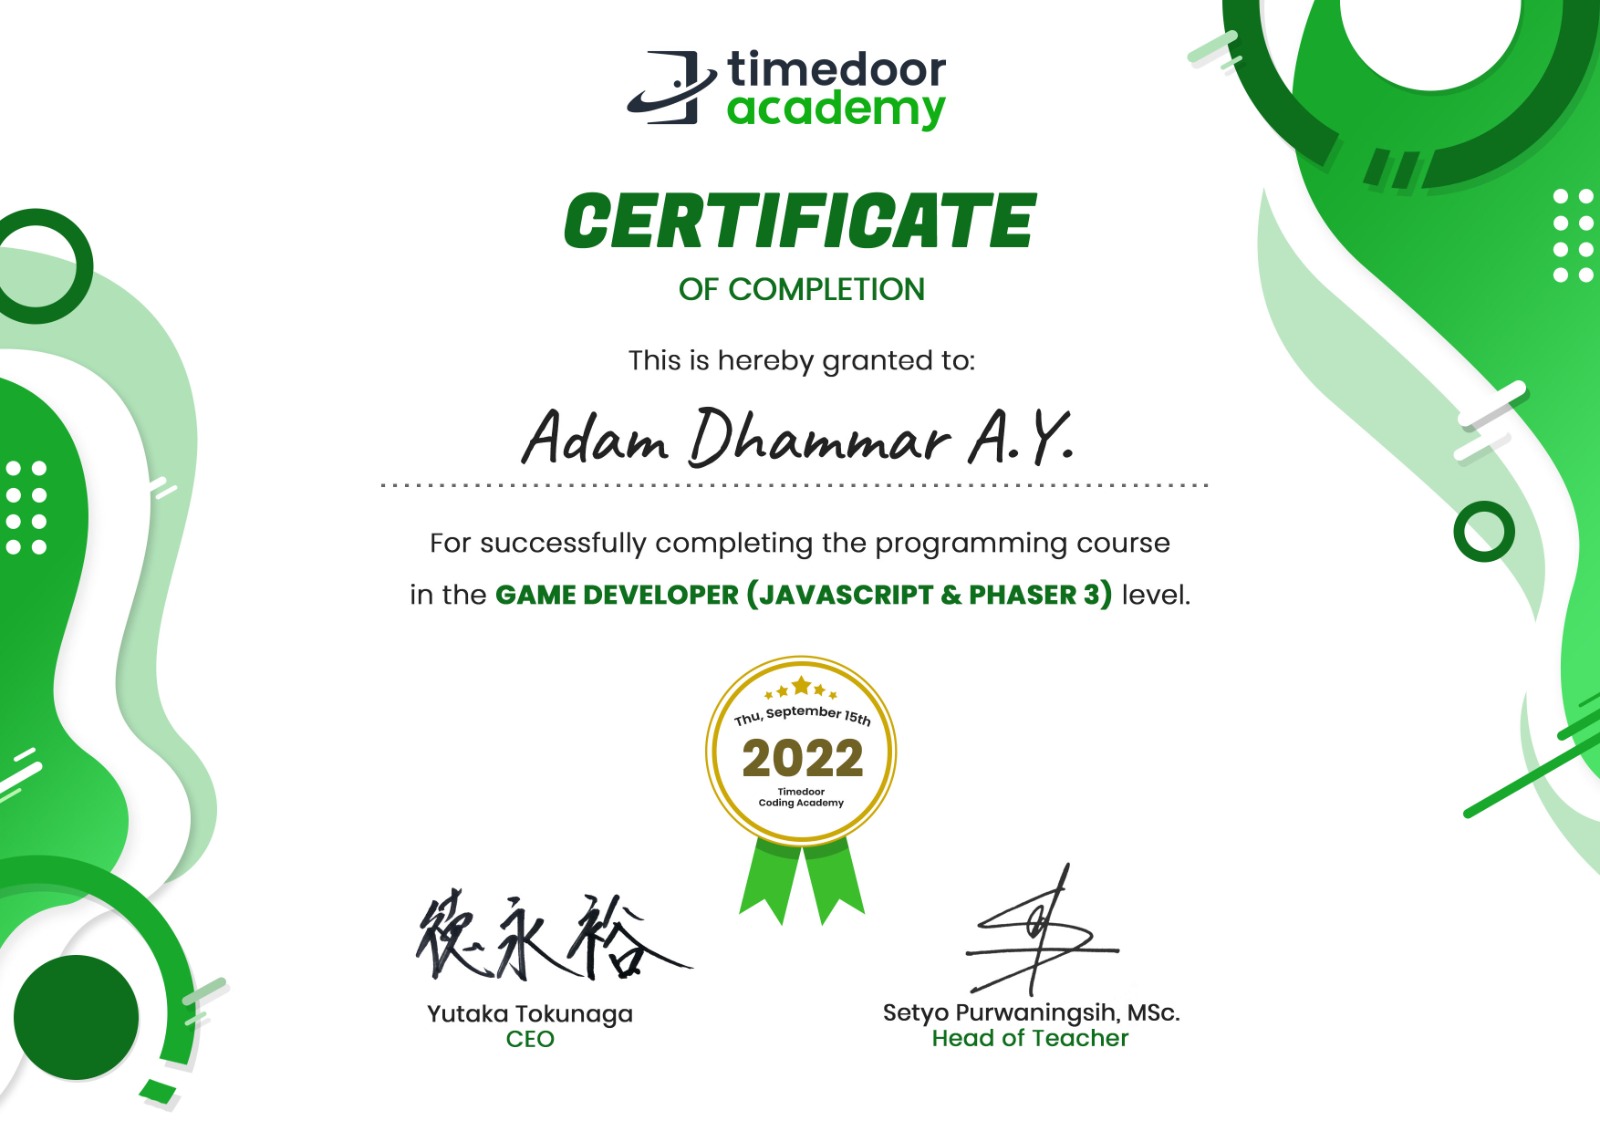 timedoor
academy
CERTIFICATE
OF COMPLETION
This is hereby granted to:
Adam Dhammar A.Y.
For successfully completing the programming course
in the GAME DEVELOPER (JAVASCRIPT & PHASER 3) level.
Thu, September 15th
2022
Timedoor
Coding Academy
徳永裕
Yutaka Tokunaga
CEO
Setyo Purwaningsih, MSc.
Head of Teacher